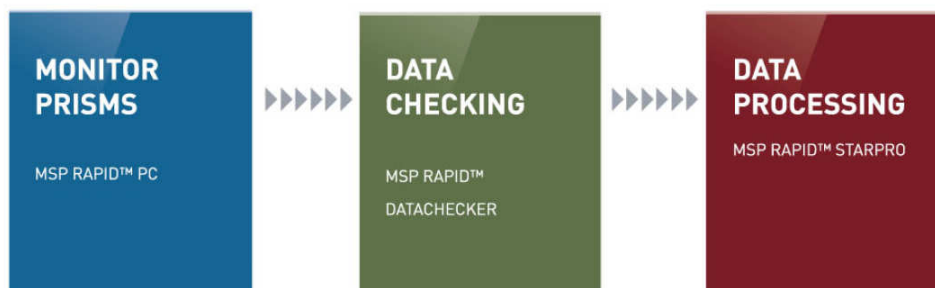 MONITOR
PRISMS
MSP RAPID™ PC
DATA
CHECKING
MSP RAPID™
DATACHECKER
DATA
PROCESSING
MSP RAPID™ STARPRO